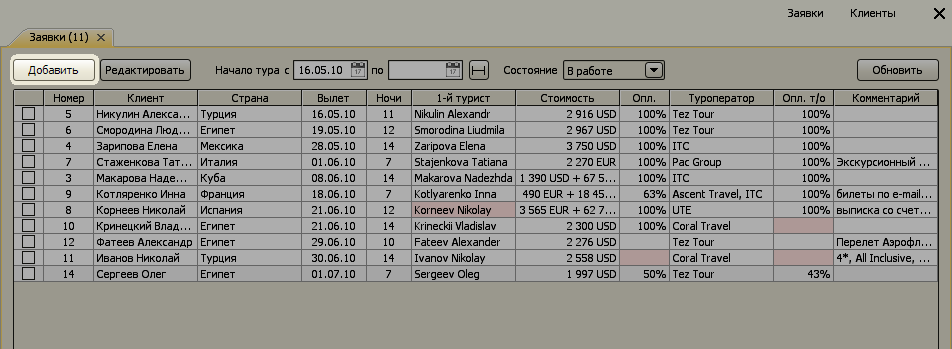 Заявки Клиенты
Заявки (11)
Добавить Редактировать Начало тура с 16.05.10 17 по 17 Состояние В работе Обновить
Номер Клиент Страна Вылет Ночи 1-й турист Стоимость Опл. Туроператор Опл. т/о Комментарий
5 Никулин Алекса... Турция 16.05.10 11 Nikulin Alexandr 2 916 USD 100% Tez Tour 100%
6 Смородина Люд... Египет 19.05.10 12 Smorodina Liudmila 2 967 USD 100% Tez Tour 100%
4 Зарипова Елена Мексика 28.05.10 14 Zaripova Elena 3 750 USD 100% ITC 100%
7 Стаженкова Тат... Италия 01.06.10 7 Stajenkova Tatiana 2 270 EUR 100% Pac Group 100% Экскурсионный ...
3 Макарова Наде... Куба 08.06.10 14 Makarova Nadezhda 1 390 USD + 67 5... 100% ITC 100%
9 Котляренко Инна Франция 18.06.10 7 Kotlyarenko Inna 490 EUR + 18 45... 63% Ascent Travel, ITC 100% билеты по e-mail...
8 Корнеев Николай Испания 21.06.10 12 Korneev Nikolay 3 565 EUR + 62 7... 100% UTE 100% выписка со счет...
10 Криницкий Влад... Египет 21.06.10 14 Krineckii Vladislav 2 300 USD 100% Coral Travel
12 Фатеев Александр Египет 29.06.10 10 Fateev Alexander 2 276 USD Tez Tour Перелет Аэрофл...
11 Иванов Николай Турция 30.06.10 14 Ivanov Nikolay 2 558 USD Coral Travel 4*, All Inclusive, ...
14 Сергеев Олег Египет 01.07.10 7 Sergeev Oleg 1 997 USD 50% Tez Tour 43%